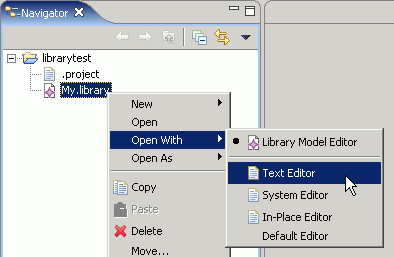 Navigator
librarytest
.project
My.library
New
Open
Open With
Open As
Copy
Paste
Delete
Move...
Library Model Editor
Text Editor
System Editor
In-Place Editor
Default Editor